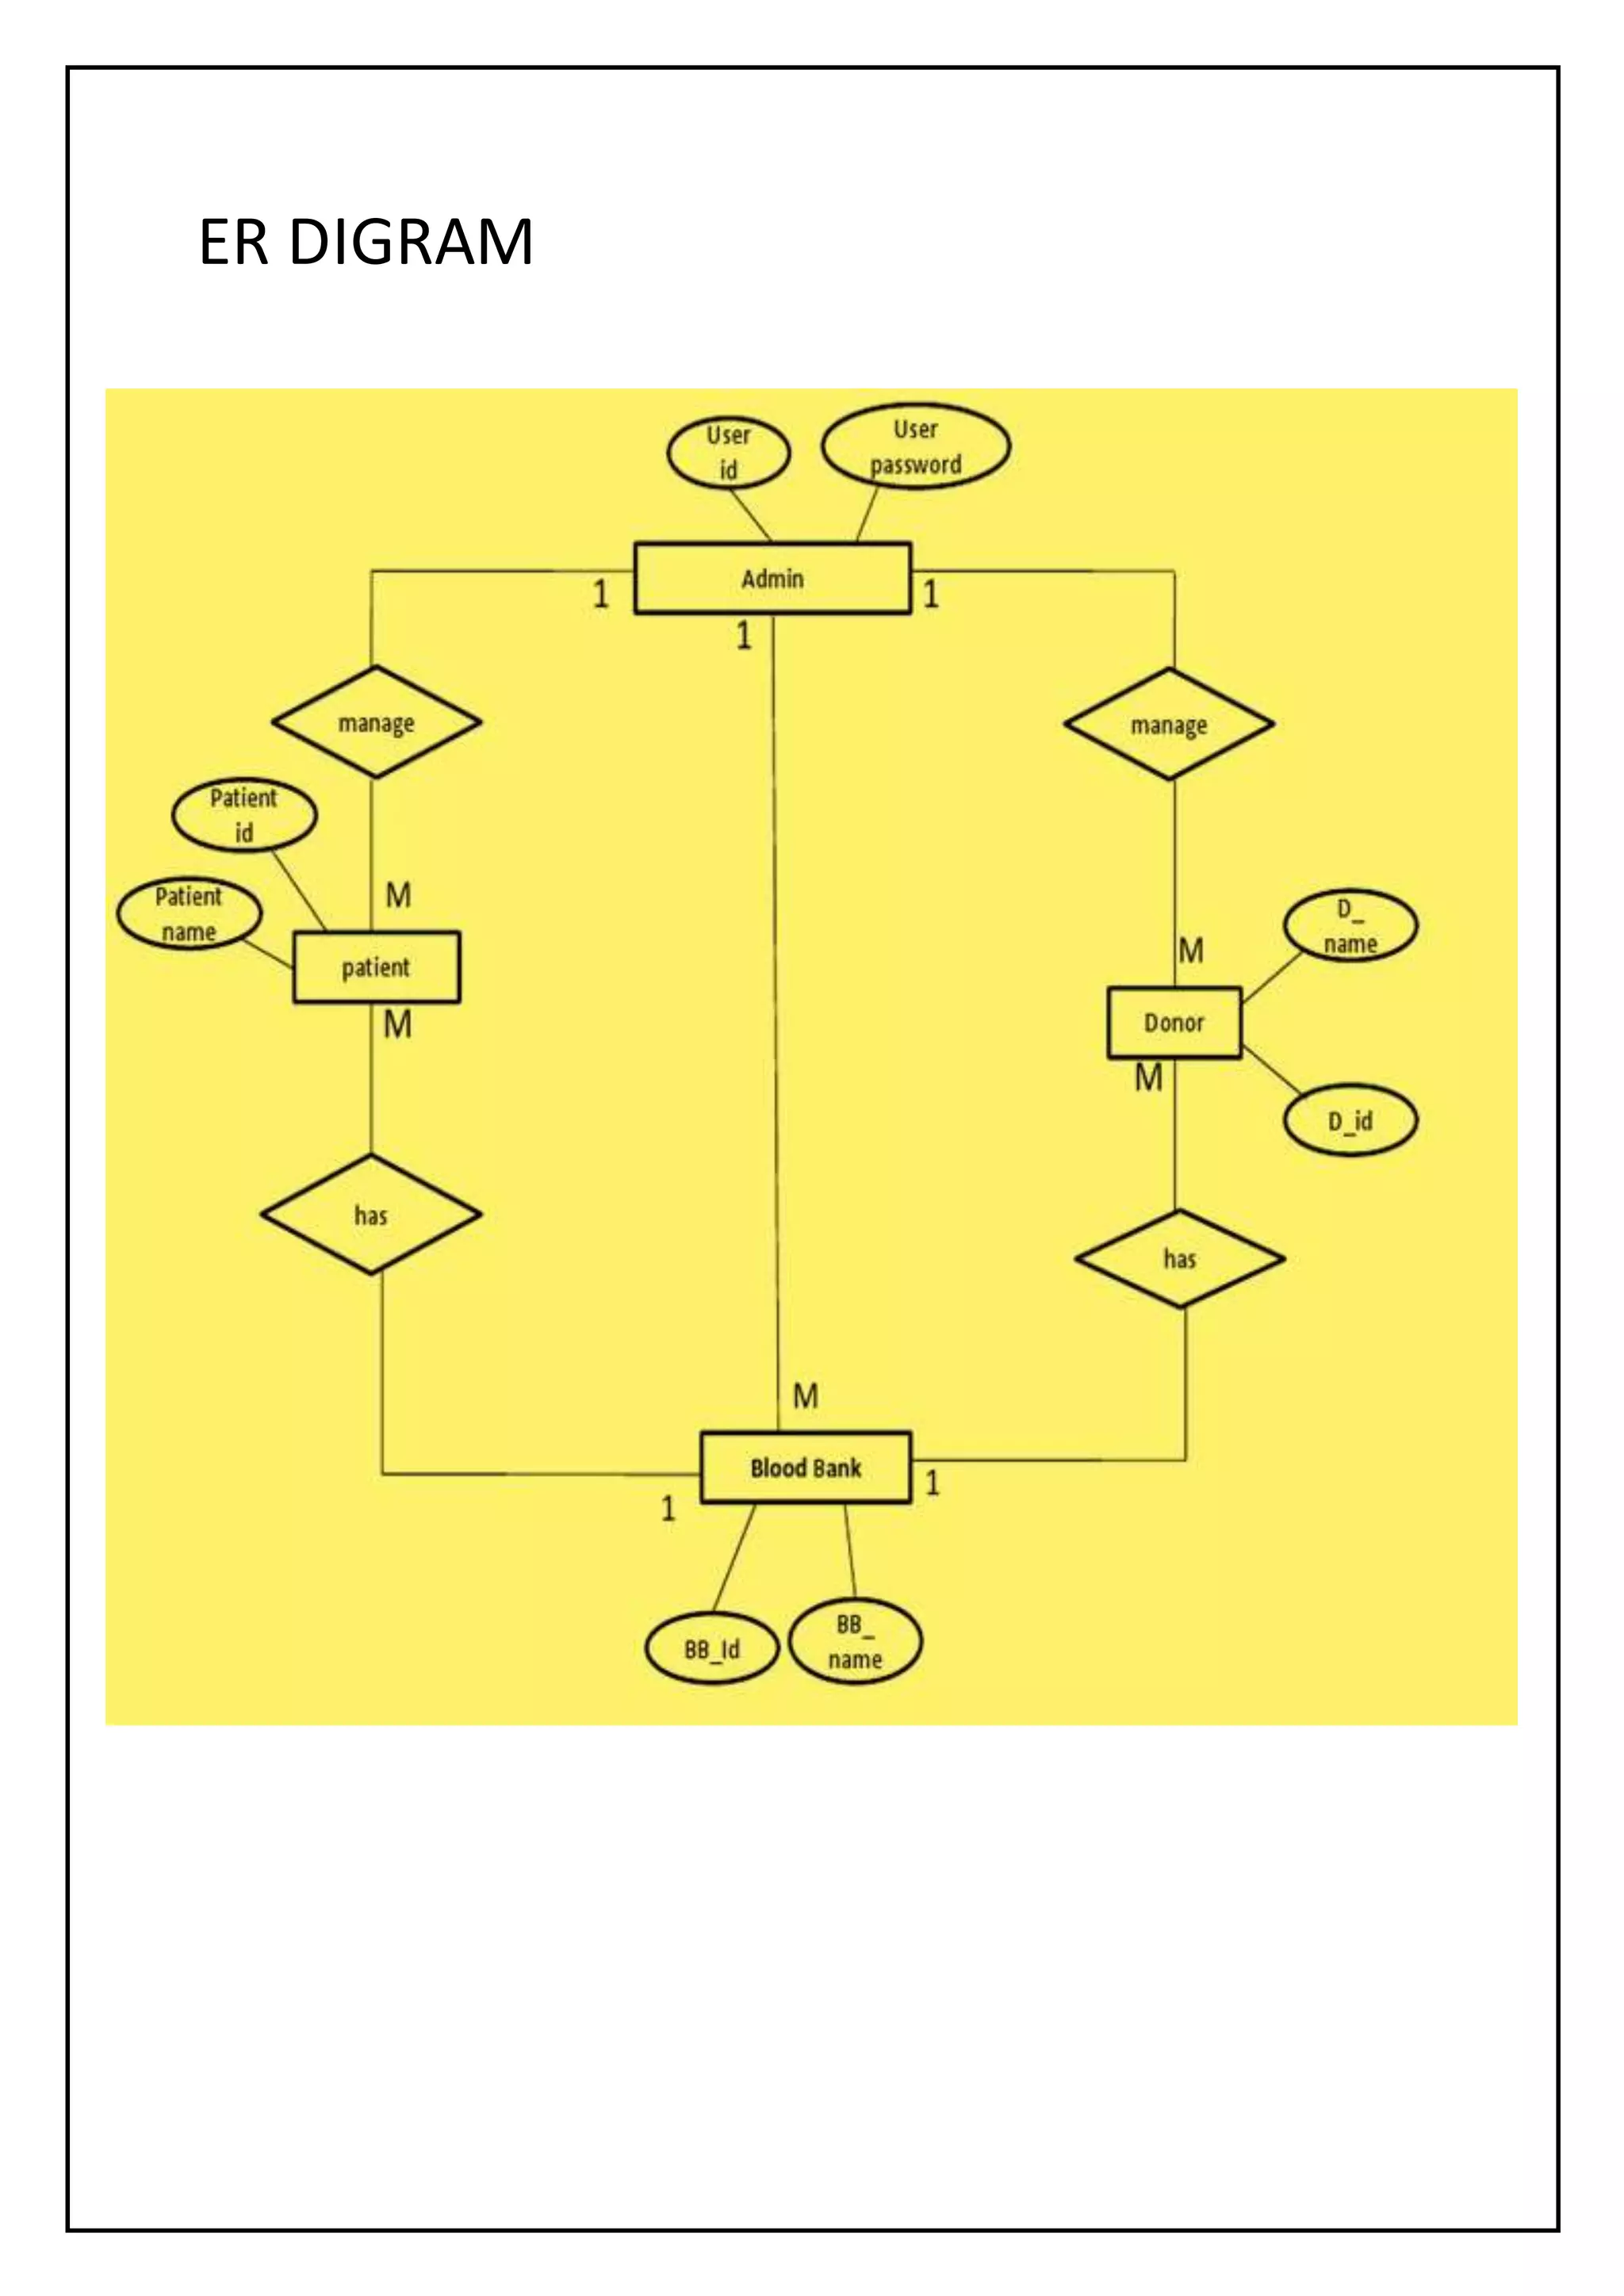 ER DIGRAM
User
id
User
password
Admin
1
1
1
manage
manage
Patient
id
Patient
name
M
patient
M
D_
name
M
Donor
M
D_id
has
has
M
Blood Bank
1
1
BB_Id
BB_
name